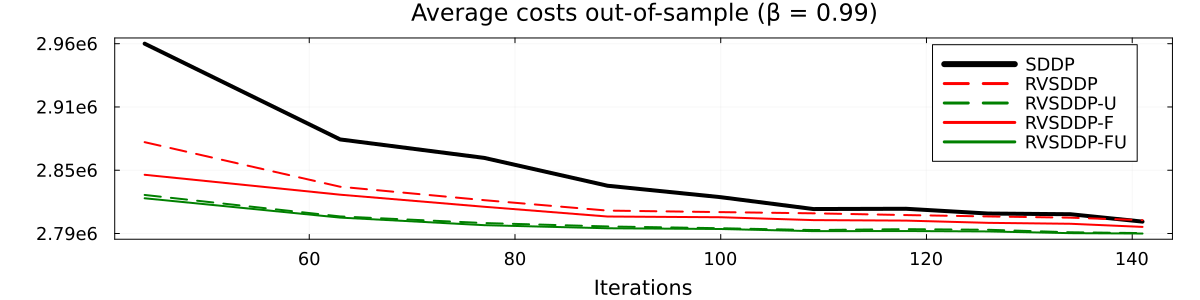 Average costs out-of-sample (β = 0.99)
2.96e6
2.91e6
2.85e6
2.79e6
SDDP
RVSDDP
RVSDDP-U
RVSDDP-F
RVSDDP-FU
60 80 100 120 140
Iterations